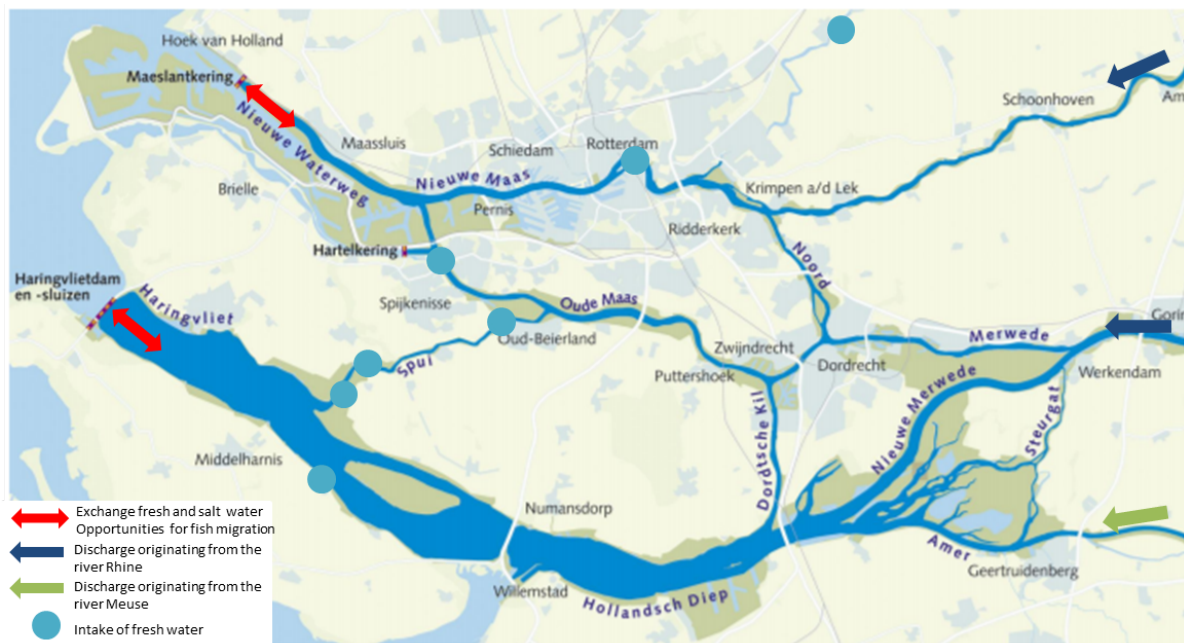 Hoek van Holland
Maeslantkering
Nieuwe Waterweg
Maassluis
Brielle
Schiedam
Rotterdam
Nieuwe Maas
Pernis
Schoonhoven
Am
Krimpen a/d Lek
Ridderkerk
Noord
Hartelkering
Haringvlietdam
en -sluizen
Haringvliet
Spijkenisse
Oude Maas
Oud-Beierland
Spui
Zwijndrecht
Puttershoek
Dordrecht
Merwede
Gorin
Werkendam
Nieuwe Merwede
Steurgat
Dordtsche Kil
Middelharnis
Numansdorp
Willemstad
Hollandsch Diep
Amer
Geertruidenberg
Exchange fresh and salt water
Opportunities for fish migration
Discharge originating from the
river Rhine
Discharge originating from the
river Meuse
Intake of fresh water